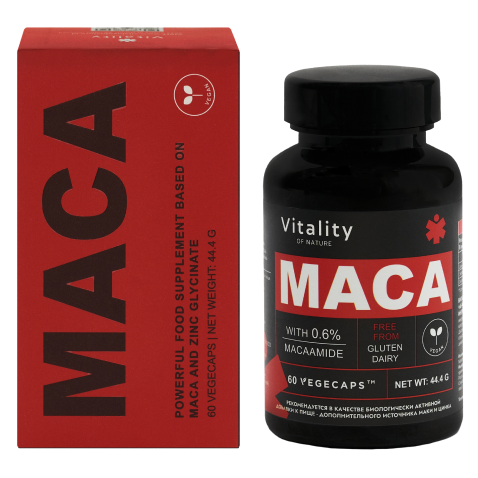 MACA
POWERFUL FOOD SUPPLEMENT BASED ON
MACA AND ZINC GLYCINATE
60 VEGECAPS | NET WEIGHT: 44.4 G
VEGAN
Vitality
OF NATURE
MACA
WITH 0.6%
MACAAMIDE
FREE
FROM
GLUTEN
DAIRY
VEGAN
60 VEGECAPS™
NET WT: 44.4 G
РЕКОМЕНДУЕТСЯ В КАЧЕСТВЕ БИОЛОГИЧЕСКИ АКТИВНОЙ
ДОБАВКИ К ПИЩЕ - ДОПОЛНИТЕЛЬНОГО ИСТОЧНИКА МАКИ И ЦИНКА